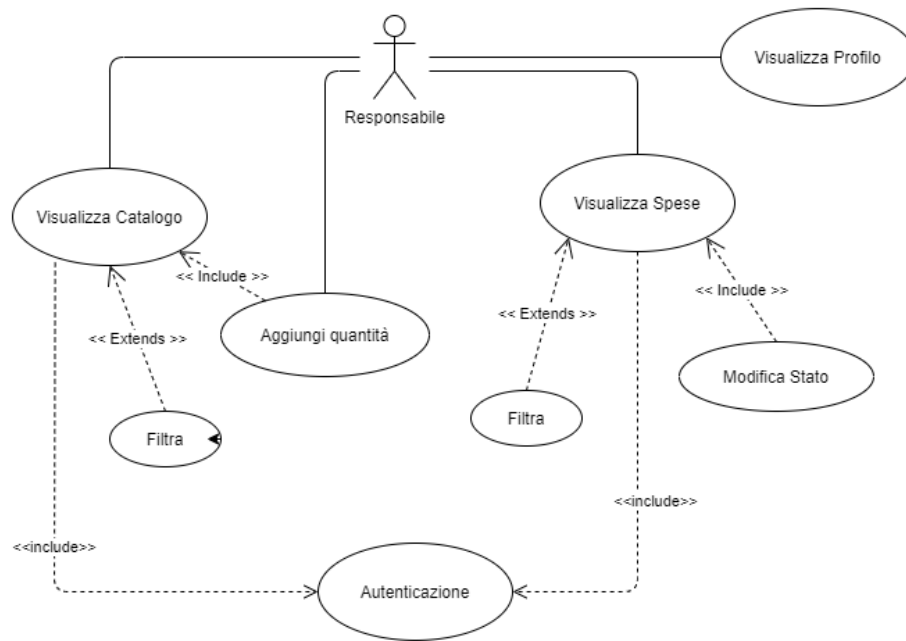 Visualizza Profilo
Responsabile
Visualizza Catalogo
Visualizza Spese
<< Include >>
<< Include >>
<< Extends >>
<< Extends >>
Aggiungi quantità
Modifica Stato
Filtra
Filtra
<<include>>
<<include>>
Autenticazione